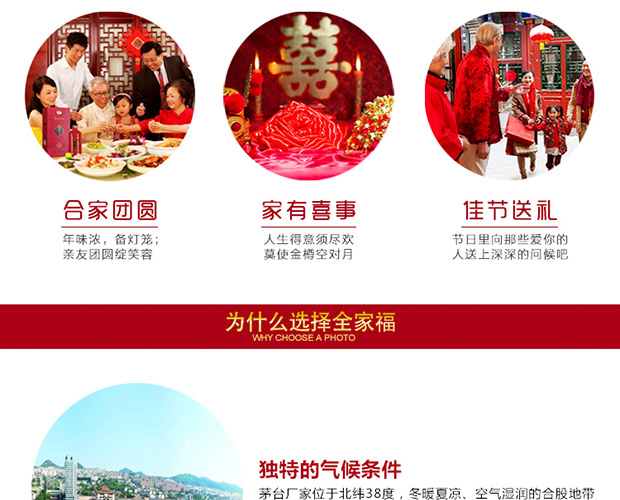 囍
合家团圆
家有喜事
佳节送礼
年味浓，备灯笼；
亲友团圆绽笑容
人生得意须尽欢
莫使金樽空对月
节日里向那些爱你的
人送上深深的问候吧
为什么选择全家福
WHY CHOOSE A PHOTO
独特的气候条件
茅台厂家位于北纬38度，冬暖夏凉、空气湿润的合股地带